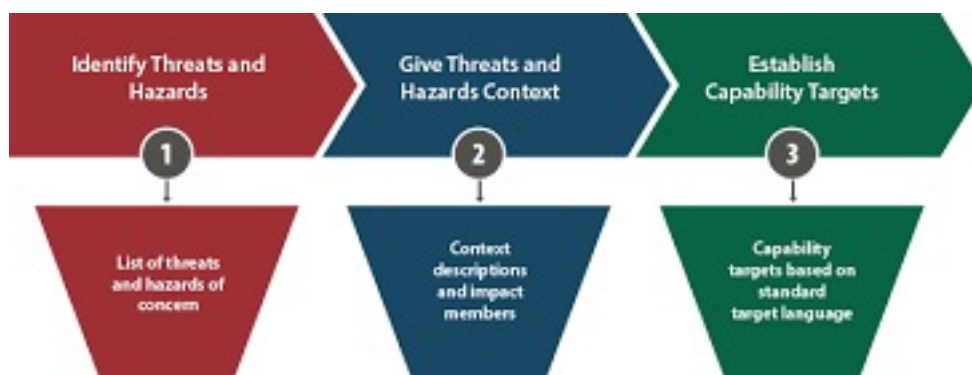 Identify Threats and
Hazards
Give Threats and
Hazards Context
Establish
Capability Targets
1
2
3
List of threats
and hazards of
concern
Context
descriptions
and impact
members
Capability
targets based on
standard
target language